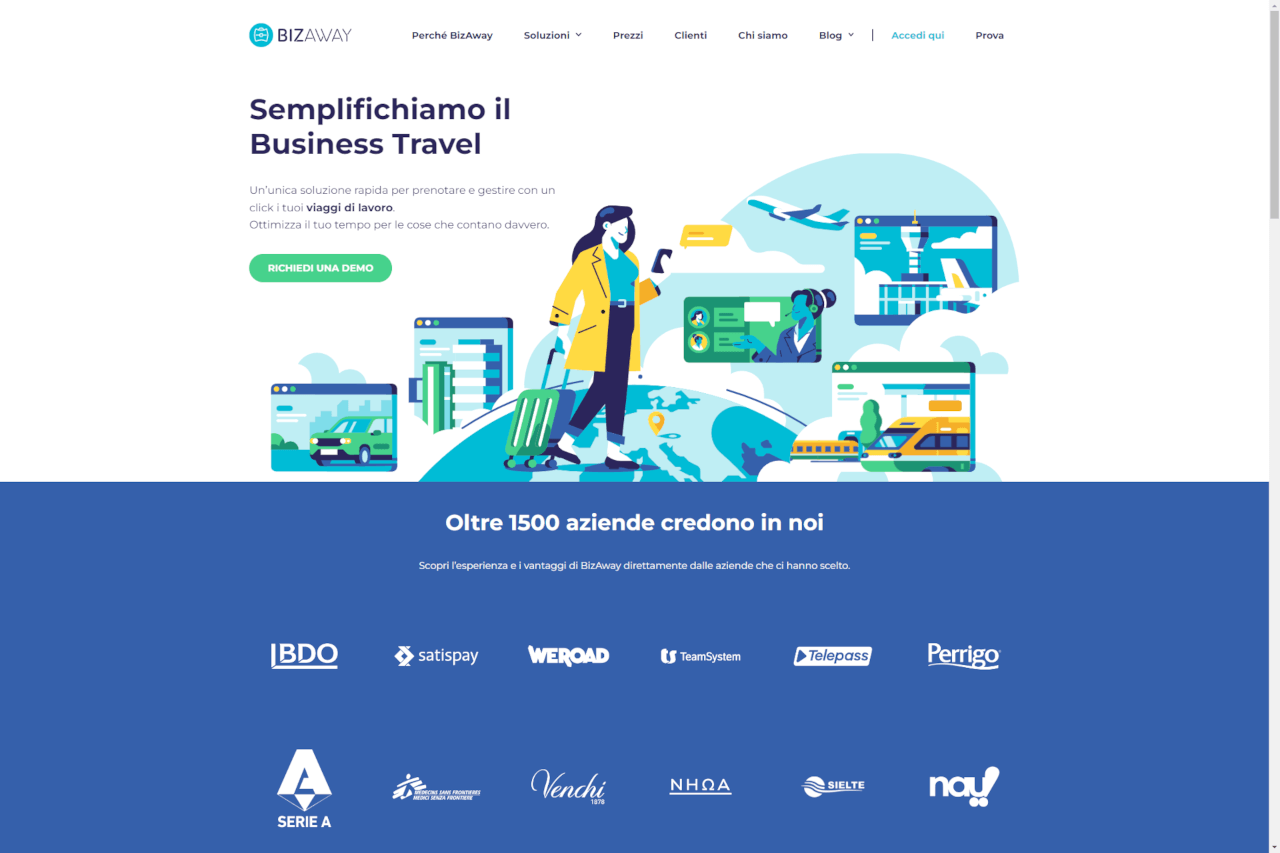 BIZAWAY
Perché BizAway Soluzioni Prezzi Clienti Chi siamo Blog Accedi qui Prova
Semplifichiamo il
Business Travel
Un'unica soluzione rapida per prenotare e gestire con un
click i tuoi viaggi di lavoro.
Ottimizza il tuo tempo per le cose che contano davvero.
RICHIEDI UNA DEMO
Oltre 1500 aziende credono in noi
Scopri l'esperienza e i vantaggi di BizAway direttamente dalle aziende che ci hanno scelto.
BDO satispay WEROAD TeamSystem Telepass Perrigo
SERIE A
MEDECINS SANS FRONTIERES
MEDICI SENZA FRONTIERE
Venchi
1878
NHΩA
SIELTE
nau!